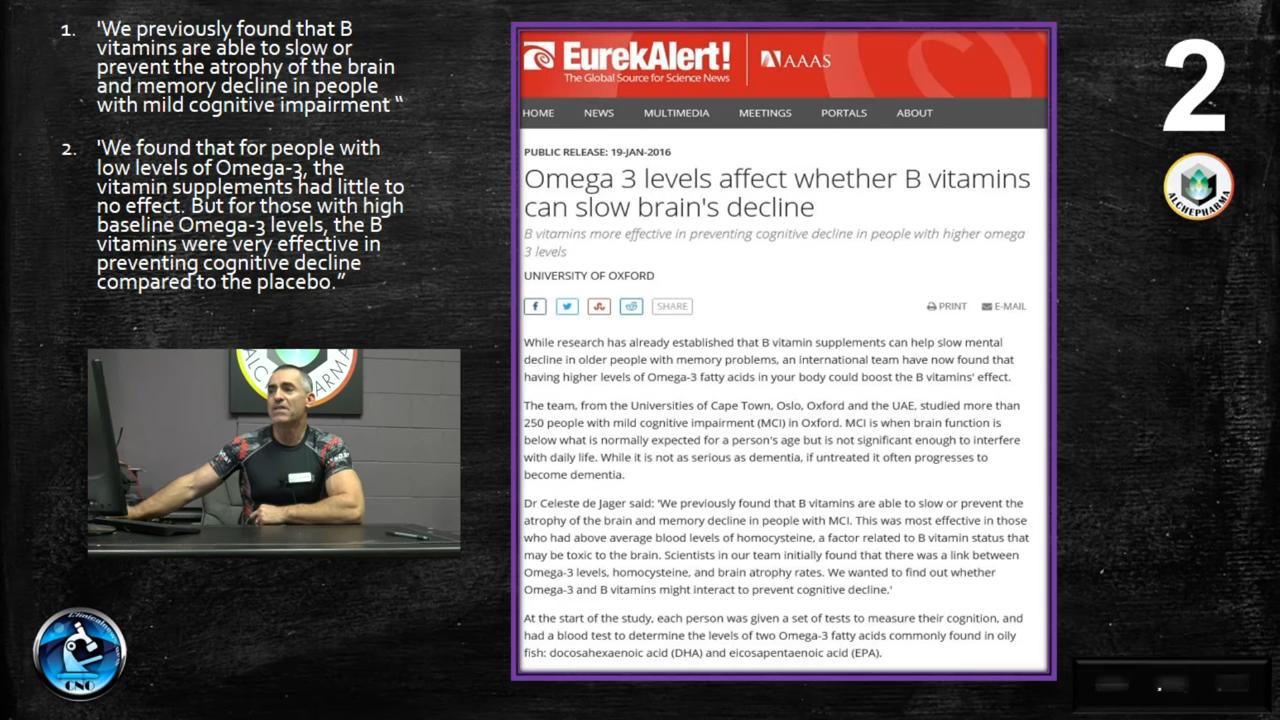 1. 'We previously found that B
vitamins are able to slow or
prevent the atrophy of the brain
and memory decline in people
with mild cognitive impairment “
2. 'We found that for people with
low levels of Omega-3, the
vitamin supplements had little to
no effect. But for those with high
baseline Omega-3 levels, the B
vitamins were very effective in
preventing cognitive decline
compared to the placebo.”
EurekAlert!
The Global Source for Science News
AAAS
HOME NEWS MULTIMEDIA MEETINGS PORTALS ABOUT
PUBLIC RELEASE: 19-JAN-2016
Omega 3 levels affect whether B vitamins
can slow brain's decline
B vitamins more effective in preventing cognitive decline in people with higher omega
3 levels
UNIVERSITY OF OXFORD
SHARE PRINT E-MAIL
While research has already established that B vitamin supplements can help slow mental
decline in older people with memory problems, an international team have now found that
having higher levels of Omega-3 fatty acids in your body could boost the B vitamins' effect.
The team, from the Universities of Cape Town, Oslo, Oxford and the UAE, studied more than
250 people with mild cognitive impairment (MCI) in Oxford. MCI is when brain function is
below what is normally expected for a person's age but is not significant enough to interfere
with daily life. While it is not as serious as dementia, if untreated it often progresses to
become dementia.
Dr Celeste de Jager said: 'We previously found that B vitamins are able to slow or prevent the
atrophy of the brain and memory decline in people with MCI. This was most effective in those
who had above average blood levels of homocysteine, a factor related to B vitamin status that
may be toxic to the brain. Scientists in our team initially found that there was a link between
Omega-3 levels, homocysteine, and brain atrophy rates. We wanted to find out whether
Omega-3 and B vitamins might interact to prevent cognitive decline.'
At the start of the study, each person was given a set of tests to measure their cognition, and
had a blood test to determine the levels of two Omega-3 fatty acids commonly found in oily
fish: docosahexaenoic acid (DHA) and eicosapentaenoic acid (EPA).
2
ALCHEPHARMA
CNO